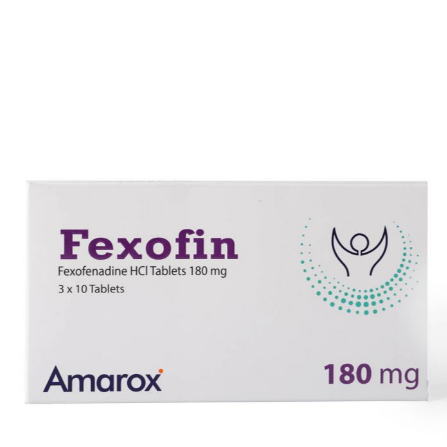 Fexofin
Fexofenadine HCl Tablets 180 mg
3 x 10 Tablets
Amarox
180 mg